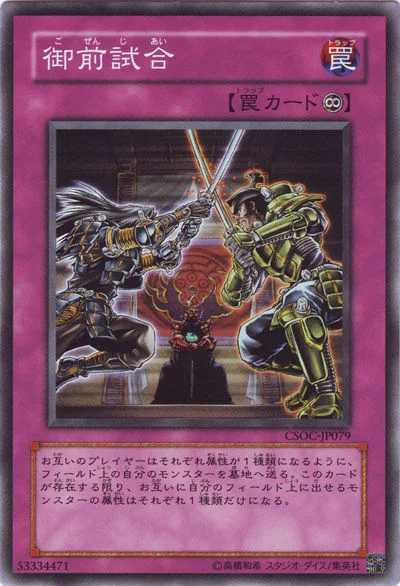 御前試合
ごぜんじあい
罠
トラップ
【罠カード】
トラップ
CSOC-JP079
お互いのプレイヤーはそれぞれ属性が1種類になるように、
フィールド上の自分のモンスターを墓地へ送る。このカード
が存在する限り、お互いに自分のフィールド上に出せるモ
ンスターの属性はそれぞれ1種類だけになる。
53334471
©高橋和希 スタジオ・ダイス/集英社